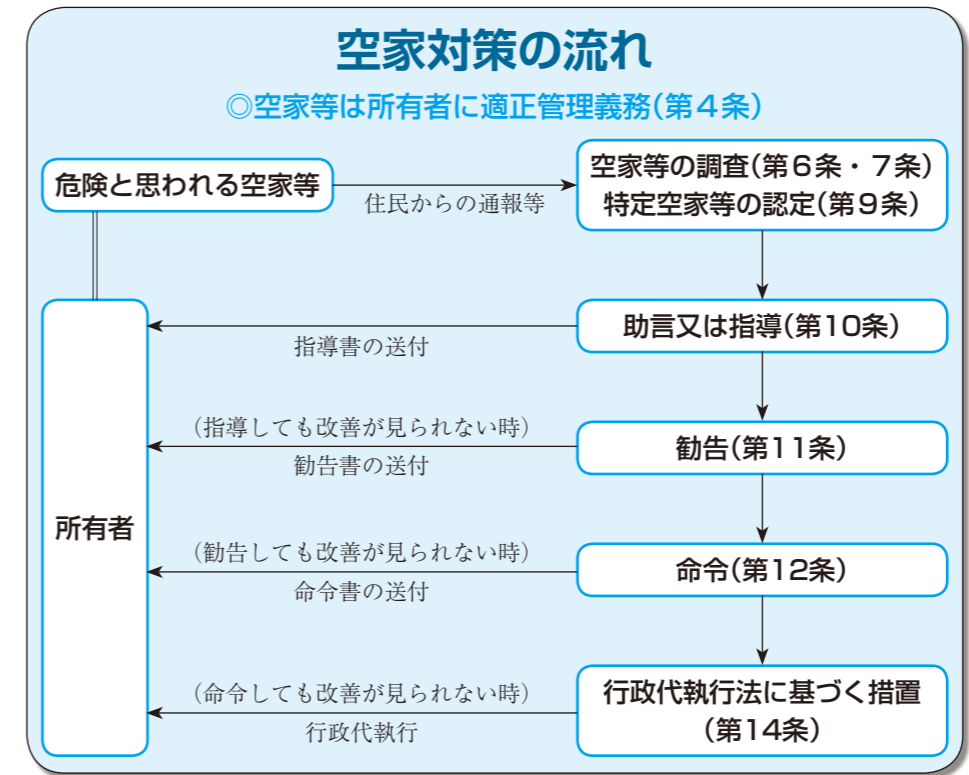 空家対策の流れ
◎空家等は所有者に適正管理義務(第4条)
危険と思われる空家等
住民からの通報等
空家等の調査(第6条・7条)
特定空家等の認定(第9条)
助言又は指導(第10条)
指導書の送付
(指導しても改善が見られない時)
勧告書の送付
勧告(第11条)
所有者
(勧告しても改善が見られない時)
命令書の送付
命令(第12条)
(命令しても改善が見られない時)
行政代執行
行政代執行法に基づく措置
(第14条)